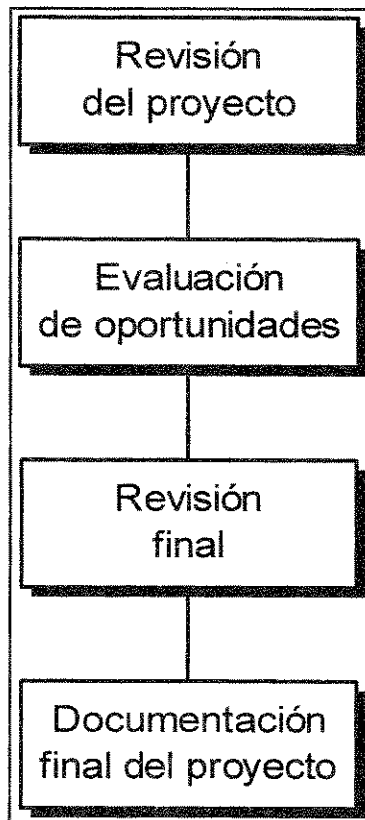 Revisión
del proyecto
Evaluación
de oportunidades
Revisión
final
Documentación
final del proyecto